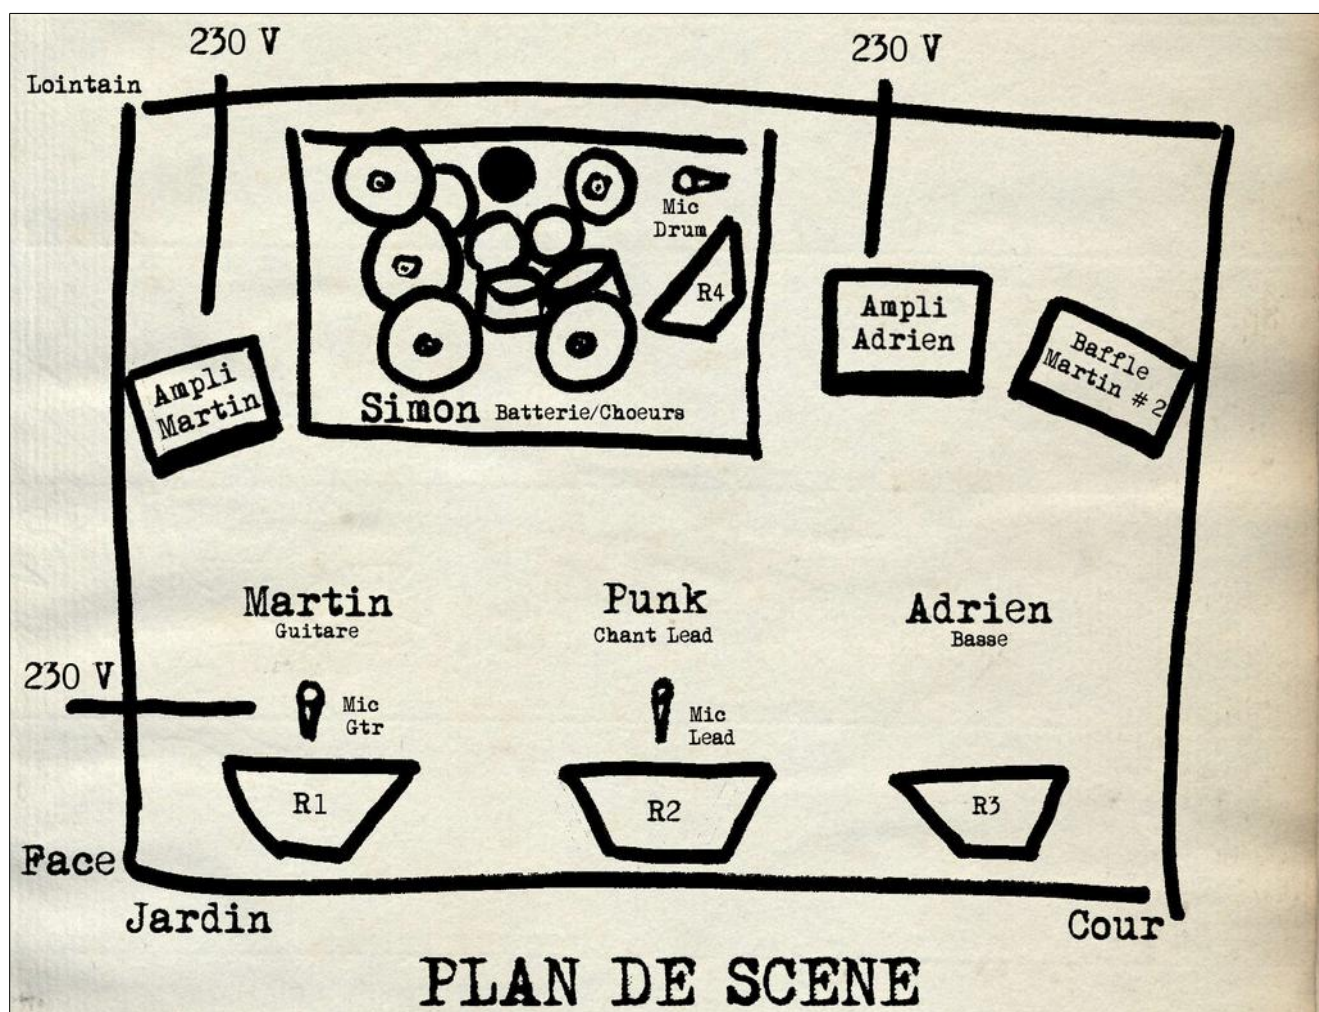 230 V
230 V
Lointain
Mic
Drum
R4
Ampli
Adrien
Baffle
Martin # 2
Ampli
Martin
Simon Batterie/Choeurs
Martin
Guitare
Punk
Chant Lead
Adrien
Basse
230 V
Mic
Gtr
Mic
Lead
R1
R2
R3
Face
Jardin
Cour
PLAN DE SCENE